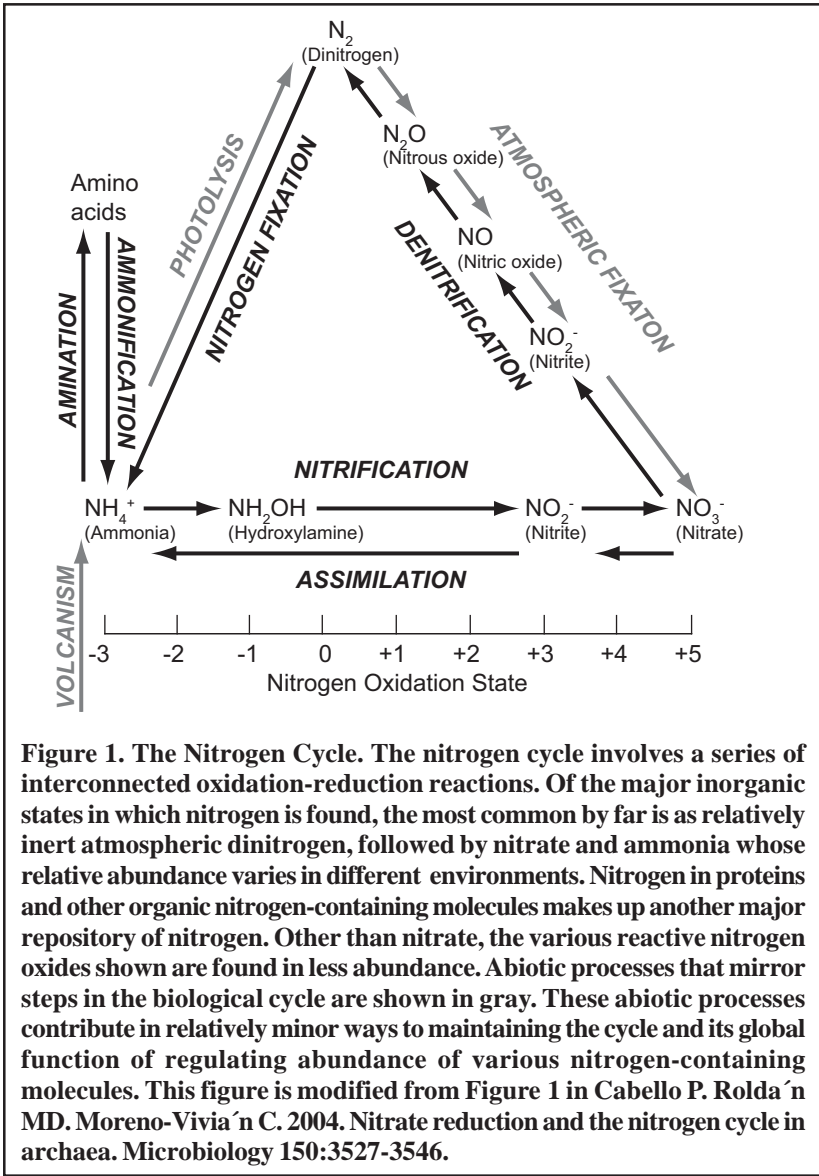 N₂
(Dinitrogen)
N₂O
(Nitrous oxide)
NO
(Nitric oxide)
NO₂⁻
(Nitrite)
ATMOSPHERIC FIXATON
DENITRIFICATION
PHOTOLYSIS
NITROGEN FIXATION
Amino
acids
AMINATION
AMMONIFICATION
NITRIFICATION
NH₄⁺
(Ammonia)
NH₂OH
(Hydroxylamine)
NO₂⁻
(Nitrite)
NO₃⁻
(Nitrate)
ASSIMILATION
VOLCANISM
-3 -2 -1 0 +1 +2 +3 +4 +5
Nitrogen Oxidation State
Figure 1. The Nitrogen Cycle. The nitrogen cycle involves a series of
interconnected oxidation-reduction reactions. Of the major inorganic
states in which nitrogen is found, the most common by far is as relatively
inert atmospheric dinitrogen, followed by nitrate and ammonia whose
relative abundance varies in different environments. Nitrogen in proteins
and other organic nitrogen-containing molecules makes up another major
repository of nitrogen. Other than nitrate, the various reactive nitrogen
oxides shown are found in less abundance. Abiotic processes that mirror
steps in the biological cycle are shown in gray. These abiotic processes
contribute in relatively minor ways to maintaining the cycle and its global
function of regulating abundance of various nitrogen-containing
molecules. This figure is modified from Figure 1 in Cabello P. Rolda´n
MD. Moreno-Vivia´n C. 2004. Nitrate reduction and the nitrogen cycle in
archaea. Microbiology 150:3527-3546.